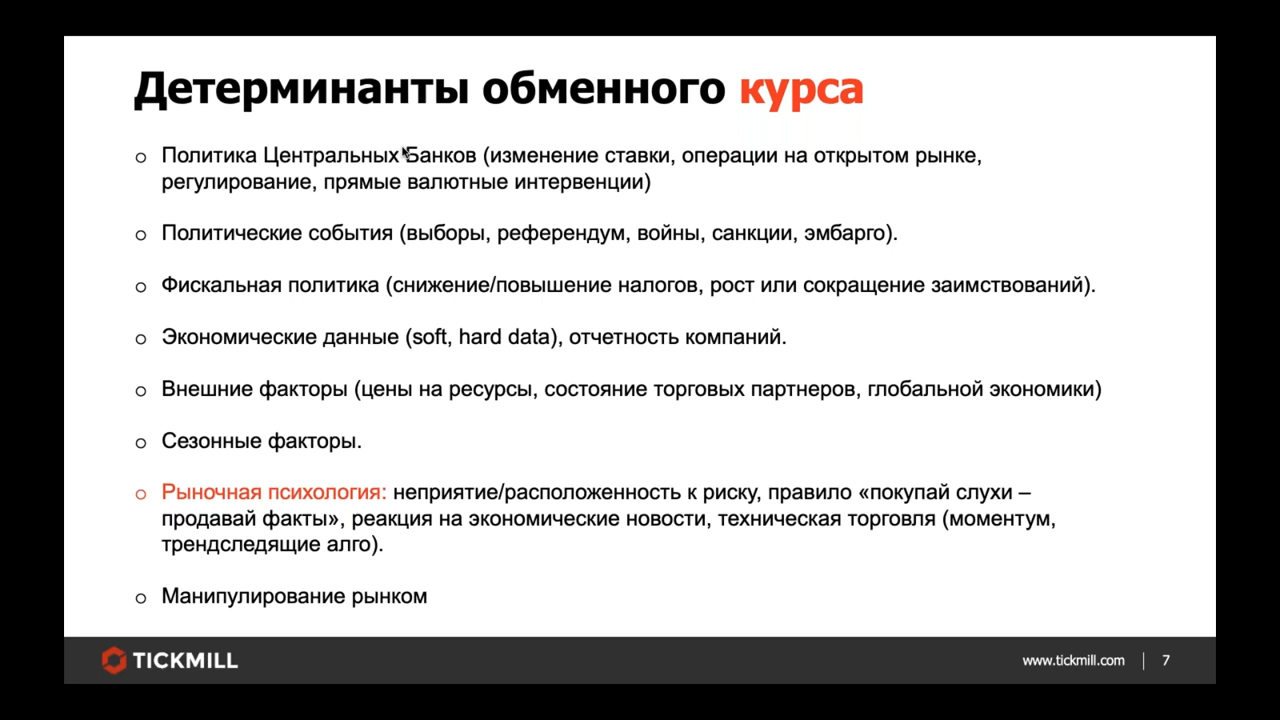 Детерминанты обменного курса
o Политика Центральных Банков (изменение ставки, операции на открытом рынке,
регулирование, прямые валютные интервенции)
o Политические события (выборы, референдум, войны, санкции, эмбарго).
o Фискальная политика (снижение/повышение налогов, рост или сокращение заимствований).
o Экономические данные (soft, hard data), отчетность компаний.
o Внешние факторы (цены на ресурсы, состояние торговых партнеров, глобальной экономики)
o Сезонные факторы.
o Рыночная психология: неприятие/расположенность к риску, правило «покупай слухи –
продавай факты», реакция на экономические новости, техническая торговля (моментум,
трендследящие алго).
o Манипулирование рынком
TICKMILL
www.tickmill.com | 7